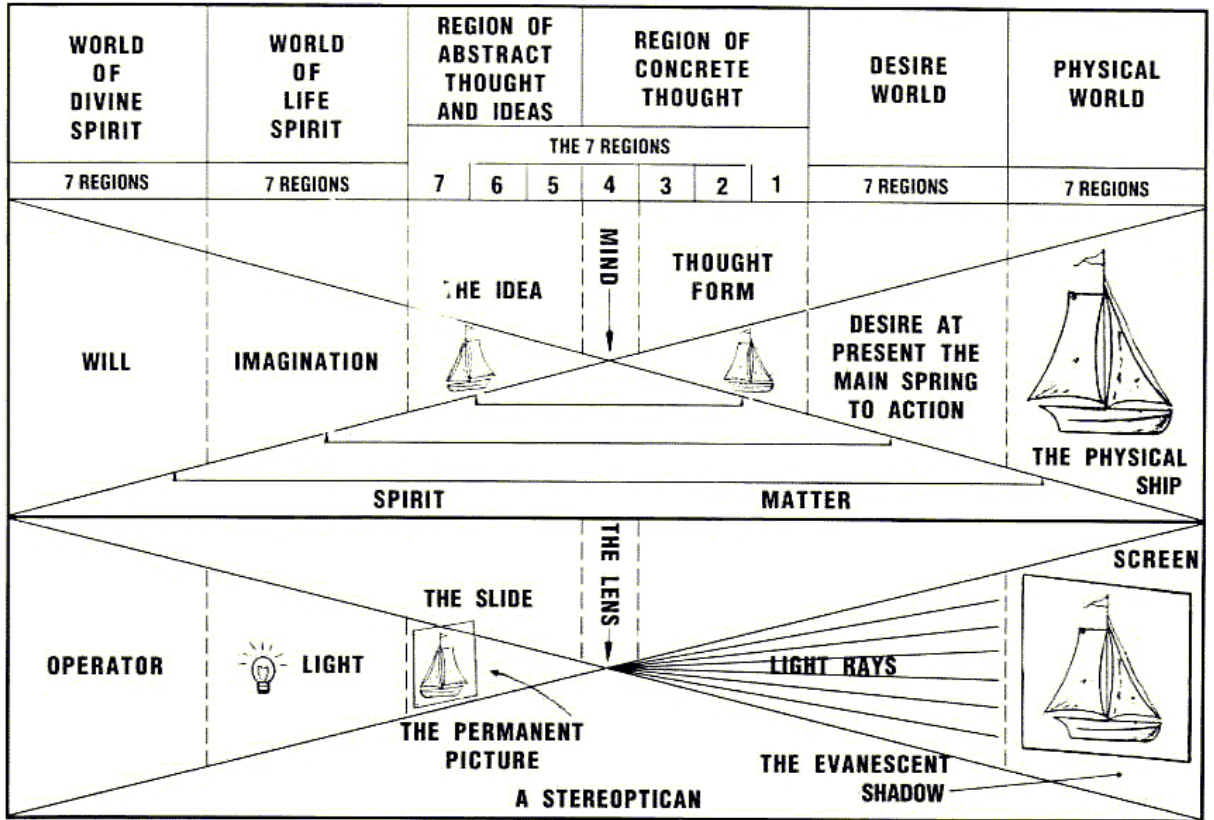 WORLD
OF
DIVINE
SPIRIT
WORLD
OF
LIFE
SPIRIT
REGION OF
ABSTRACT
THOUGHT
AND IDEAS
REGION OF
CONCRETE
THOUGHT
DESIRE
WORLD
PHYSICAL
WORLD
THE 7 REGIONS
7 REGIONS
7 REGIONS
7 6 5 4 3 2 1
7 REGIONS
7 REGIONS
WILL
IMAGINATION
THE IDEA
MIND
THOUGHT
FORM
DESIRE AT
PRESENT THE
MAIN SPRING
TO ACTION
THE PHYSICAL
SHIP
SPIRIT
MATTER
OPERATOR
LIGHT
THE SLIDE
THE LENS
LIGHT RAYS
SCREEN
THE PERMANENT
PICTURE
THE EVANESCENT
SHADOW
A STEREOPTICAN